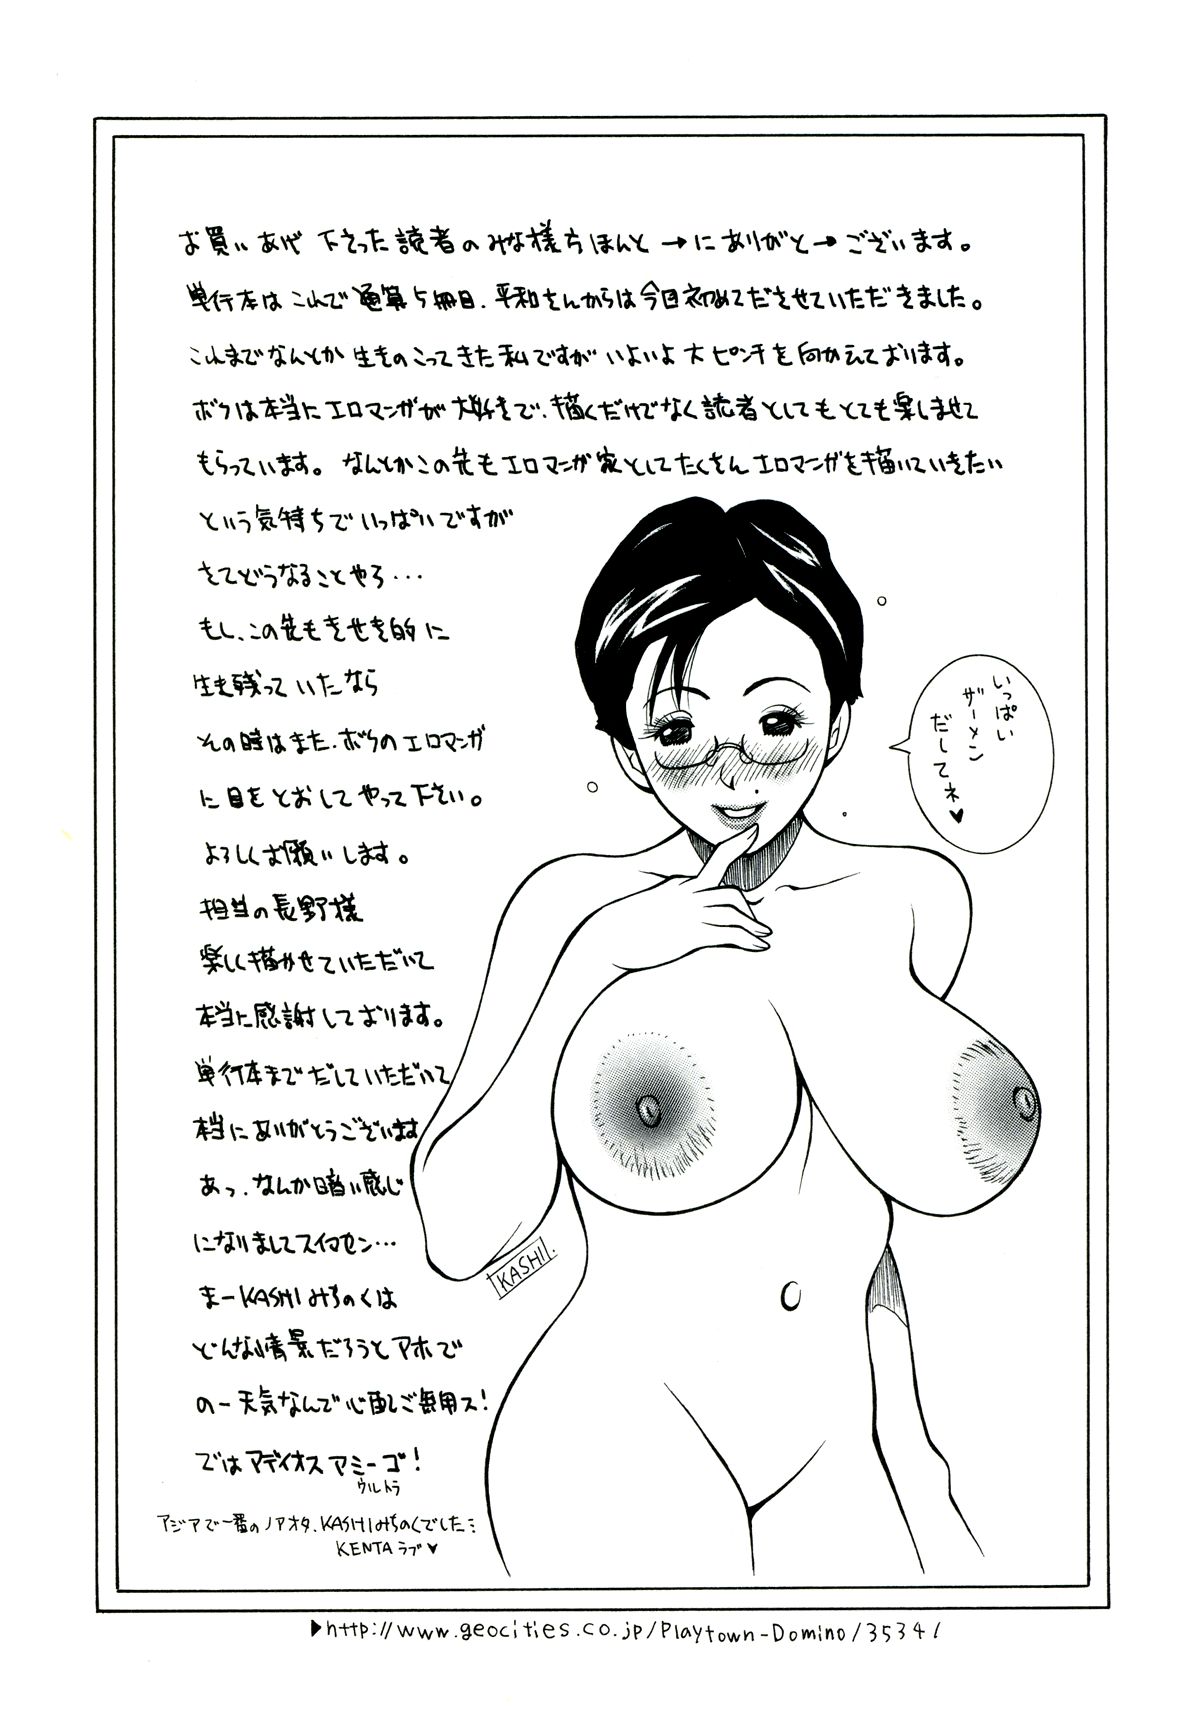 お買いあげ下さった読者のみな様方ほんと→にありがと→ございます。
単行本はこれで通算5冊目、平和さんからは今回初めてださせていただきました。
これまでなんとか生きのこってきた私ですがいよいよ大ピンチを向かえております。
ボクは本当にエロマンガが大好きで、描くだけでなく読者としてもとても楽しませて
もらっています。なんとかこの先もエロマンガ家としてたくさんエロマンガを描いていきたい
という気持ちでいっぱいですが
さてどうなることやら・・・
もし、この先もきせき的に
生き残っていたなら
その時はまた、ボクのエロマンガ
に目をとおしてやって下さい。
よろしくお願いします。
担当の長野様
楽しく描かせていただいて
本当に感謝しております。
単行本までだしていただいて
本当にありがとうございます
あっ、なんか暗い感じ
になりましてスイマセン・・・
まーKASHIみちのくは
どんな情景だろうとアホで
のー天気なんで心配ご無用ス!
ではアディオスアミーゴ!
ウルトラ
アジアで一番のノアオタ、KASHIみちのくでした
KENTAラブ♥
いっぱい
ザーメン
だしてネ♥
KASHI
▶http://www.geocities.co.jp/Playtown-Domino/3534/